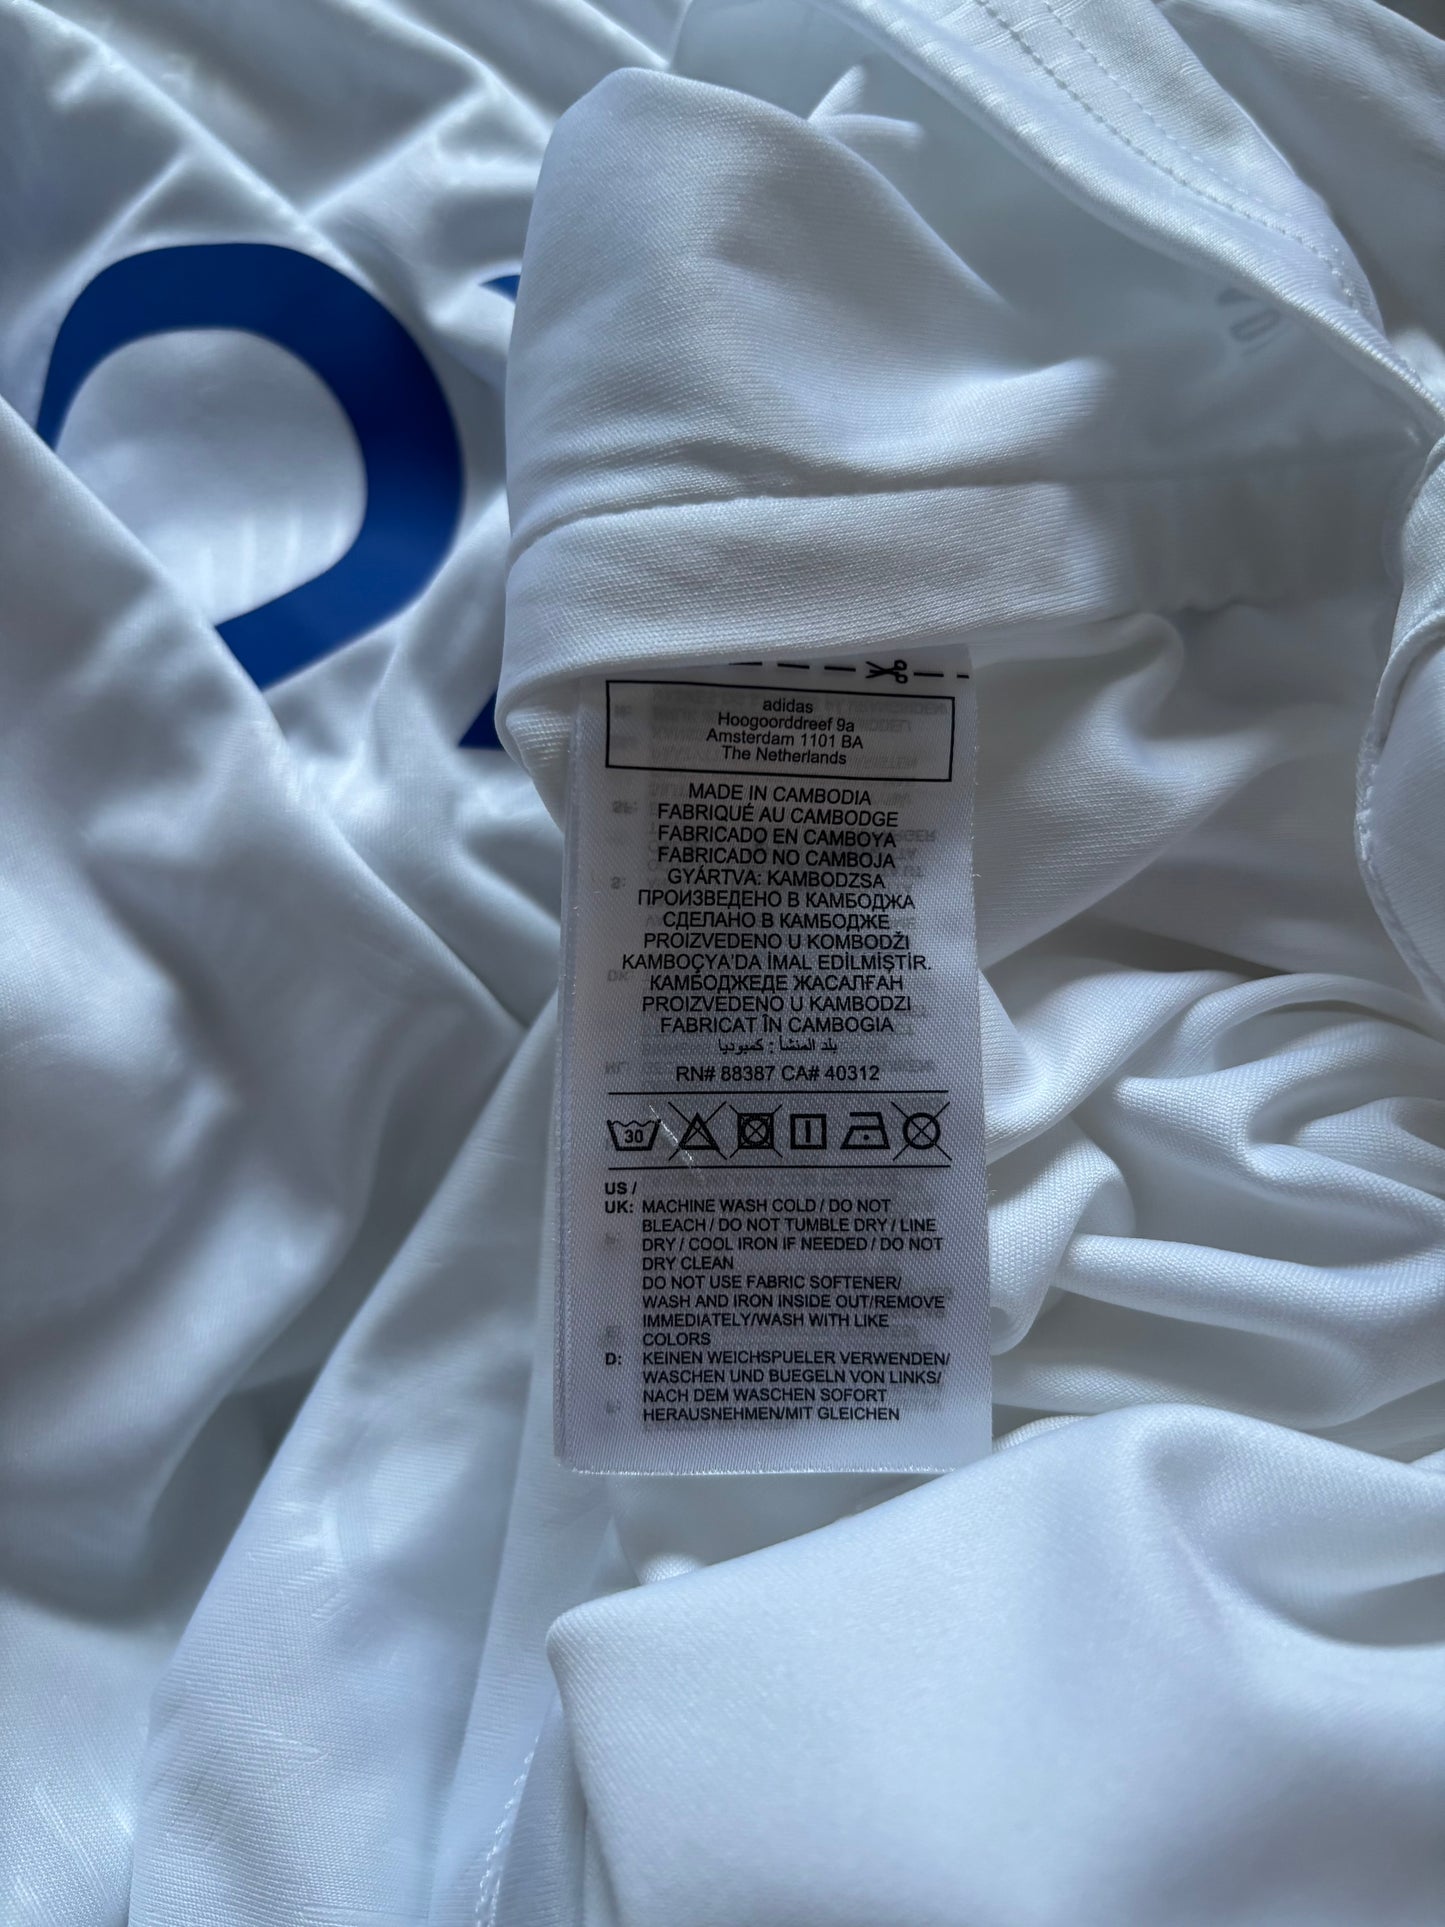 2
adidas
Hoogoorddreef 9a
Amsterdam 1101 BA
The Netherlands
MADE IN CAMBODIA
FABRIQUÉ AU CAMBODGE
FABRICADO EN CAMBOYA
FABRICADO NO CAMBOJA
GYÁRTVA: KAMBODZSA
ПРОИЗВЕДЕНО В КАМБОДЖА
СДЕЛАНО В КАМБОДЖЕ
PROIZVEDENO U KOMBODŽI
KAMBOÇYA'DA İMAL EDİLMİŞTİR.
КАМБОДЖЕДЕ ЖАСАЛҒАН
PROIZVEDENO U KAMBODZI
FABRICAT ÎN CAMBOGIA
بلد المنشأ : كمبوديا
RN# 88387 CA# 40312
30
US /
UK: MACHINE WASH COLD / DO NOT
BLEACH / DO NOT TUMBLE DRY / LINE
DRY / COOL IRON IF NEEDED / DO NOT
DRY CLEAN
DO NOT USE FABRIC SOFTENER/
WASH AND IRON INSIDE OUT/REMOVE
IMMEDIATELY/WASH WITH LIKE
COLORS
D: KEINEN WEICHSPUELER VERWENDEN/
WASCHEN UND BUEGELN VON LINKS/
NACH DEM WASCHEN SOFORT
HERAUSNEHMEN/MIT GLEICHEN